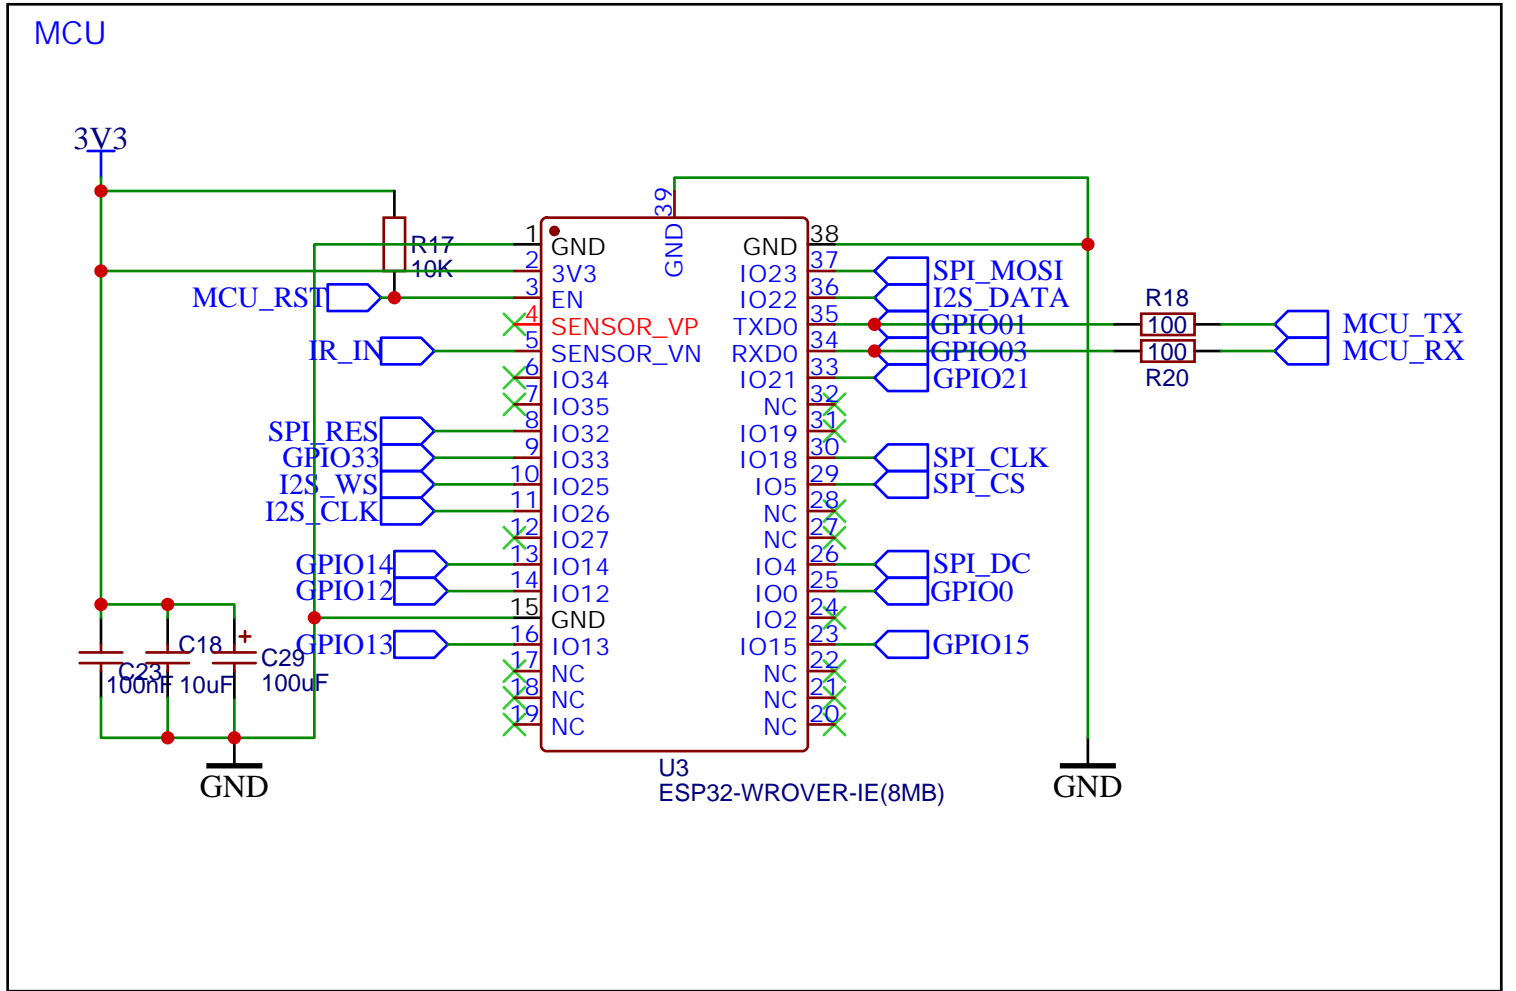 MCU
3V3
R17
10K
MCU_RST
IR_IN
SPI_RES
GPIO33
I2S_WS
I2S_CLK
GPIO14
GPIO12
GPIO13
C23
100nF
C18
10uF
+
C29
100uF
GND
1 GND
2 3V3
3 EN
4 SENSOR_VP
5 SENSOR_VN
6 IO34
7 IO35
8 IO32
9 IO33
10 IO25
11 IO26
12 IO27
13 IO14
14 IO12
15 GND
16 IO13
17 NC
18 NC
19 NC
39 GND
GND 38
IO23 37
IO22 36
TXD0 35
RXD0 34
IO21 33
NC 32
IO19 31
IO18 30
IO5 29
NC 28
NC 27
IO4 26
IO0 25
IO2 24
IO15 23
NC 22
NC 21
NC 20
U3
ESP32-WROVER-IE(8MB)
SPI_MOSI
I2S_DATA
GPIO01
GPIO03
GPIO21
SPI_CLK
SPI_CS
SPI_DC
GPIO0
GPIO15
R18
100
100
R20
MCU_TX
MCU_RX
GND